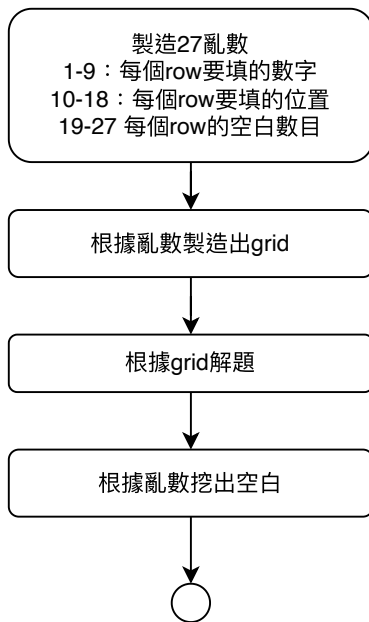 製造27亂數
1-9：每個row要填的數字
10-18：每個row要填的位置
19-27 每個row的空白數目
根據亂數製造出grid
根據grid解題
根據亂數挖出空白